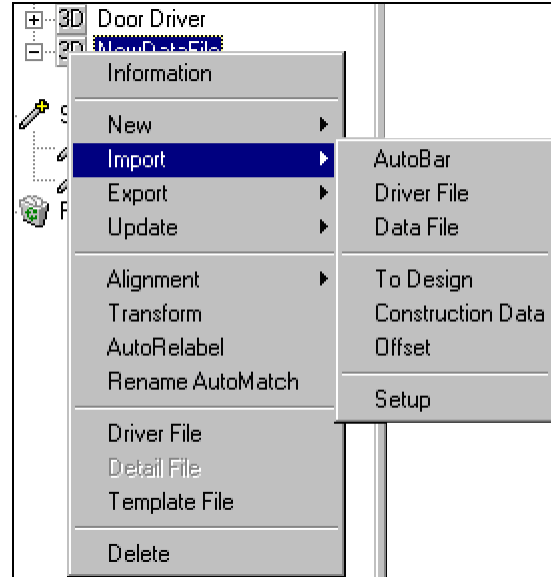 3D Door Driver
3D NewDataFile
Information
New
Import
Export
Update
Alignment
Transform
AutoRelabel
Rename AutoMatch
Driver File
Detail File
Template File
Delete
AutoBar
Driver File
Data File
To Design
Construction Data
Offset
Setup